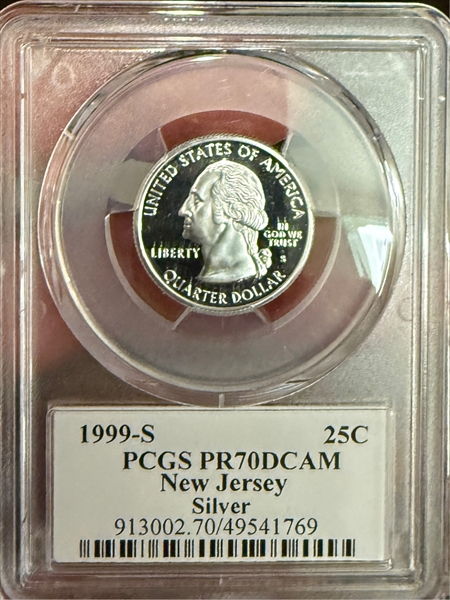 UNITED STATES OF AMERICA
LIBERTY
IN
GOD WE
TRUST
S
QUARTER DOLLAR
1999-S 25C
PCGS PR70DCAM
New Jersey
Silver
913002.70/49541769